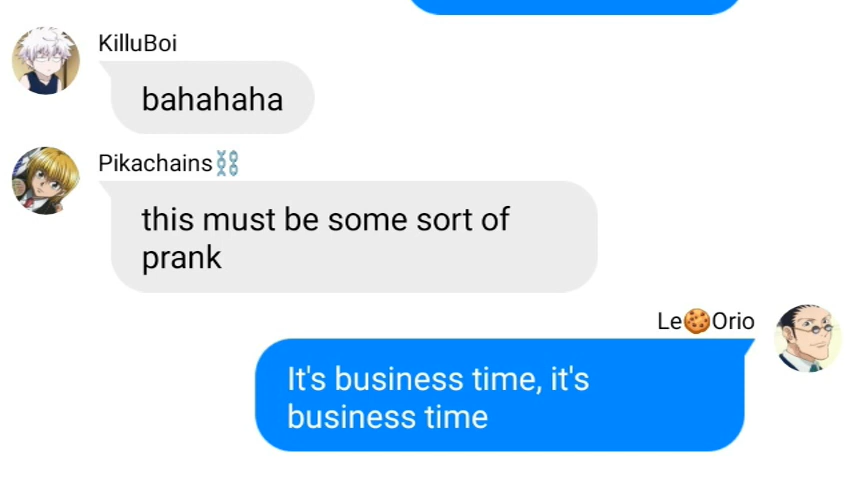 KilluBoi
bahahaha
Pikachains⛓️
this must be some sort of
prank
Le🍪Orio
It's business time, it's
business time